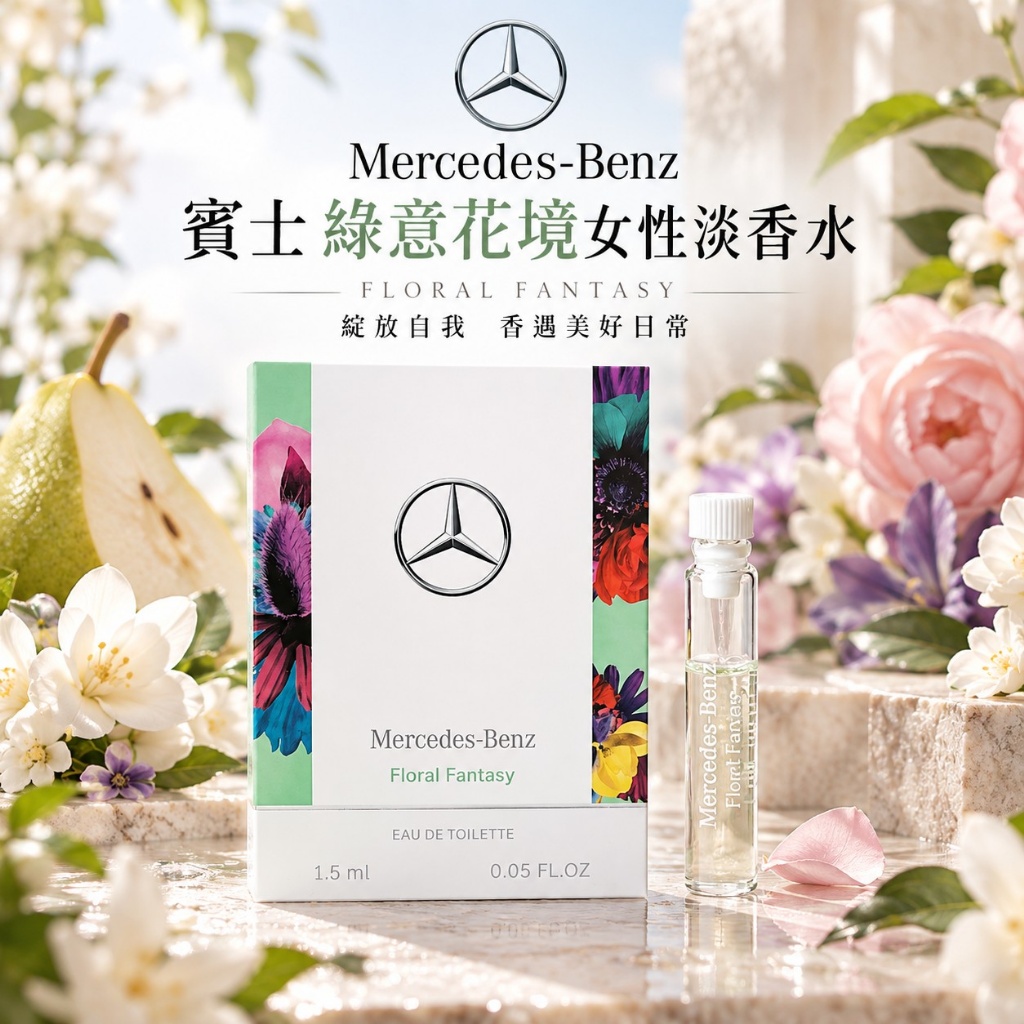 Mercedes-Benz
賓士 綠意花境女性淡香水
FLORAL FANTASY
綻放自我 香遇美好日常
Mercedes-Benz
Floral Fantasy
EAU DE TOILETTE
1.5 ml 0.05 FL.OZ
Mercedes-Benz